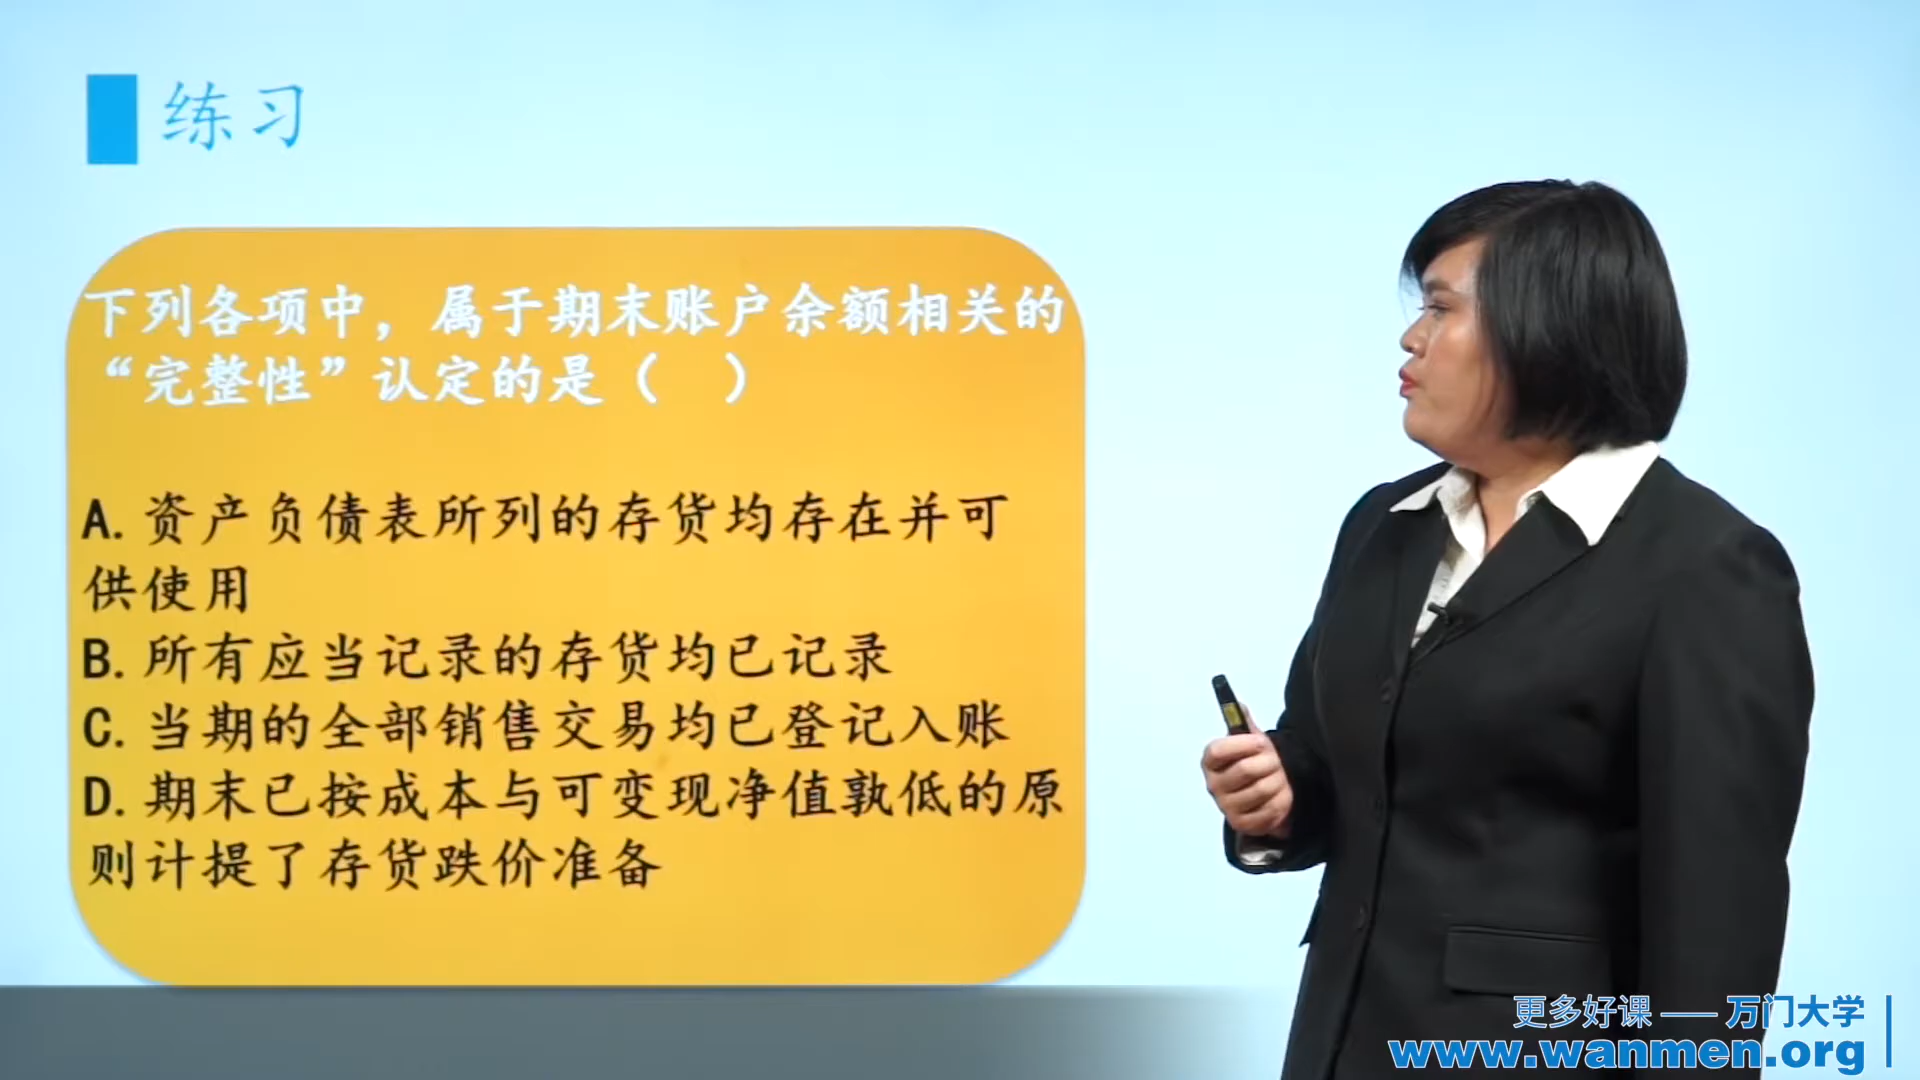 练习
下列各项中，属于期末账户余额相关的
“完整性”认定的是（ ）
A. 资产负债表所列的存货均存在并可
供使用
B. 所有应当记录的存货均已记录
C. 当期的全部销售交易均已登记入账
D. 期末已按成本与可变现净值孰低的原
则计提了存货跌价准备
更多好课 —— 万门大学
www.wanmen.org